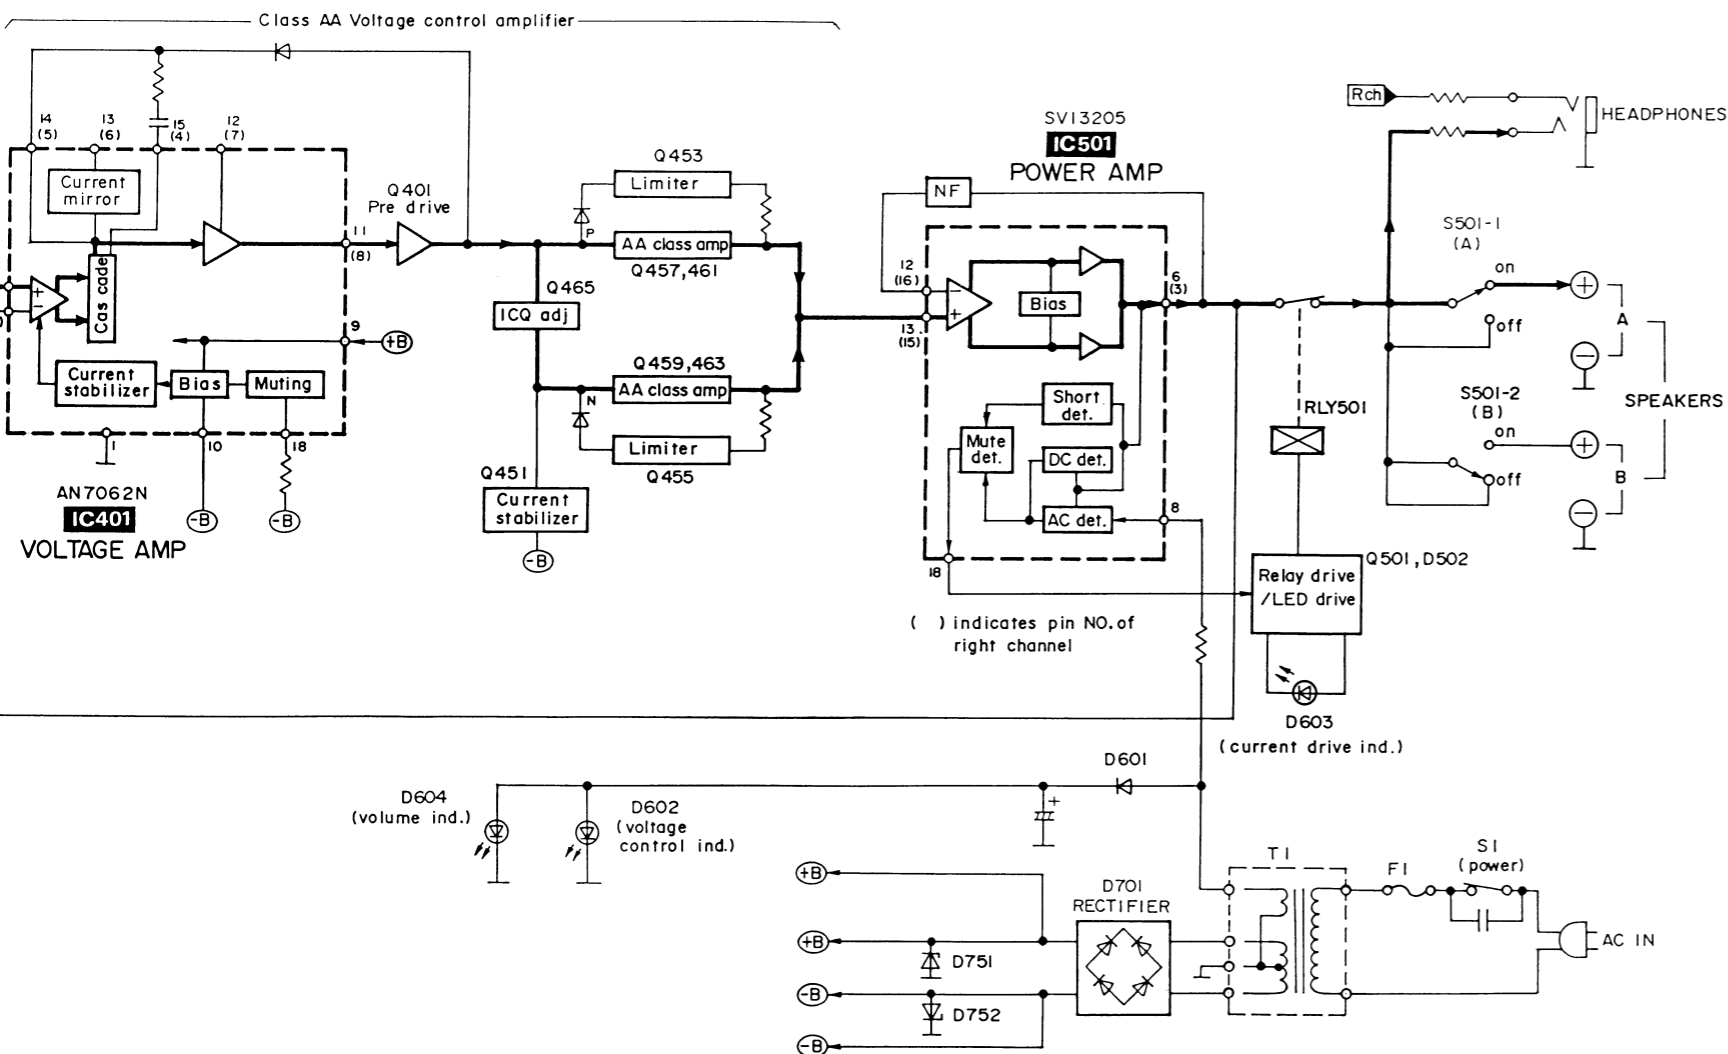 Class AA Voltage control amplifier
14
(5)
13
(6)
15
(4)
12
(7)
Current
mirror
Cas cade
+
−
11
(8)
Q401
Pre drive
9
+B
Current
stabilizer
Bias
Muting
1
10
18
-B
-B
AN7062N
IC401
VOLTAGE AMP
Q453
Limiter
P
AA class amp
Q457,461
Q465
ICQ adj
Q459,463
AA class amp
N
Limiter
Q455
Q451
Current
stabilizer
-B
SVI3205
IC501
POWER AMP
NF
12
(16)
−
+
13
(15)
Bias
6
(3)
Short
det.
Mute
det.
DC det.
AC det.
8
18
( ) indicates pin NO. of
right channel
Rch
HEADPHONES
S501-1
(A)
on
off
+
−
A
S501-2
(B)
on
off
+
−
B
SPEAKERS
RLY501
Q501, D502
Relay drive
/LED drive
D603
(current drive ind.)
D601
+
D604
(volume ind.)
D602
(voltage
control ind.)
+B
+B
-B
-B
D751
D752
D701
RECTIFIER
T1
F1
S1
(power)
AC IN